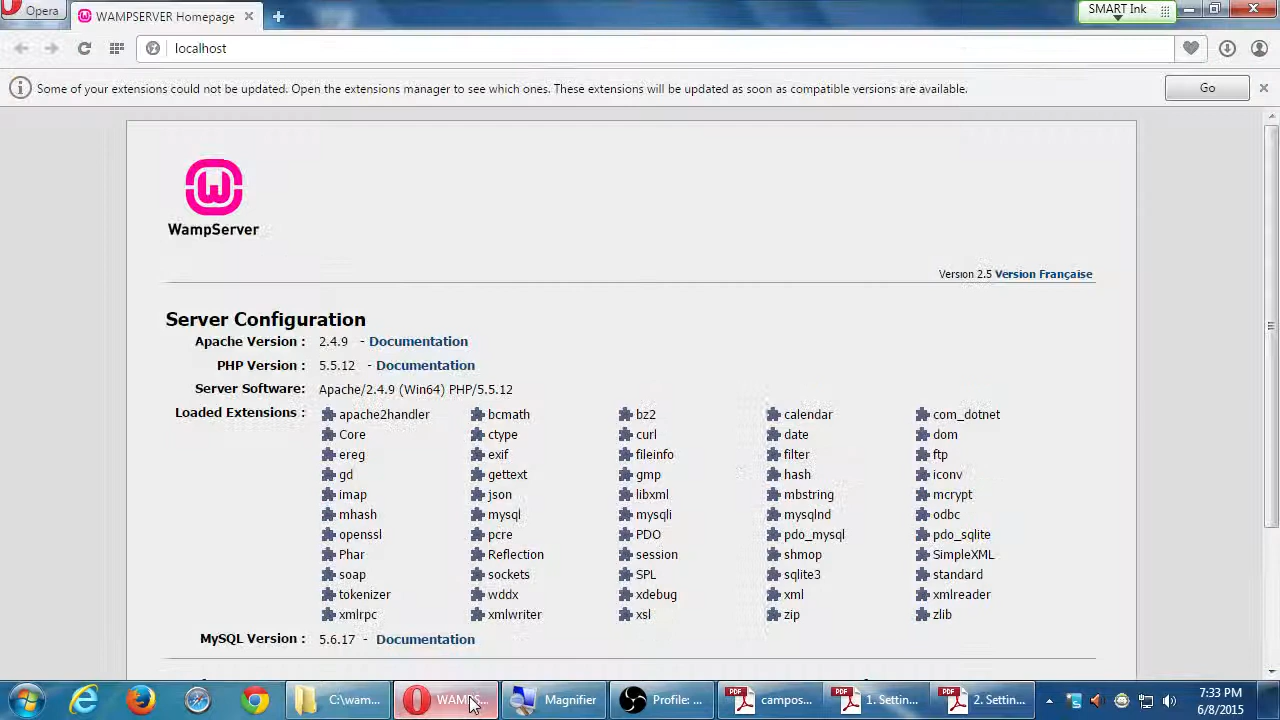 Opera
WAMPSERVER Homepage
SMART Ink
localhost
Some of your extensions could not be updated. Open the extensions manager to see which ones. These extensions will be updated as soon as compatible versions are available.
Go
W
WampServer
Version 2.5 Version Française
Server Configuration
Apache Version : 2.4.9 - Documentation
PHP Version : 5.5.12 - Documentation
Server Software: Apache/2.4.9 (Win64) PHP/5.5.12
Loaded Extensions : apache2handler bcmath bz2 calendar com_dotnet
Core ctype curl date dom
ereg exif fileinfo filter ftp
gd gettext gmp hash iconv
imap json libxml mbstring mcrypt
mhash mysql mysqli mysqlnd odbc
openssl pcre PDO pdo_mysql pdo_sqlite
Phar Reflection session shmop SimpleXML
soap sockets SPL sqlite3 standard
tokenizer wddx xdebug xml xmlreader
xmlrpc xmlwriter xsl zip zlib
MySQL Version : 5.6.17 - Documentation
C:\wam... WAMPS... Magnifier Profile: ... PDF campos... PDF 1. Settin... PDF 2. Settin...
7:33 PM
6/8/2015